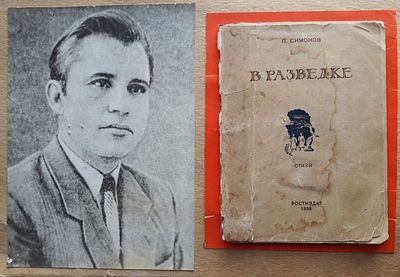 П. СИМОНОВ
В РАЗВЕДКЕ
СТИХИ
РОСТИЗДАТ
1938